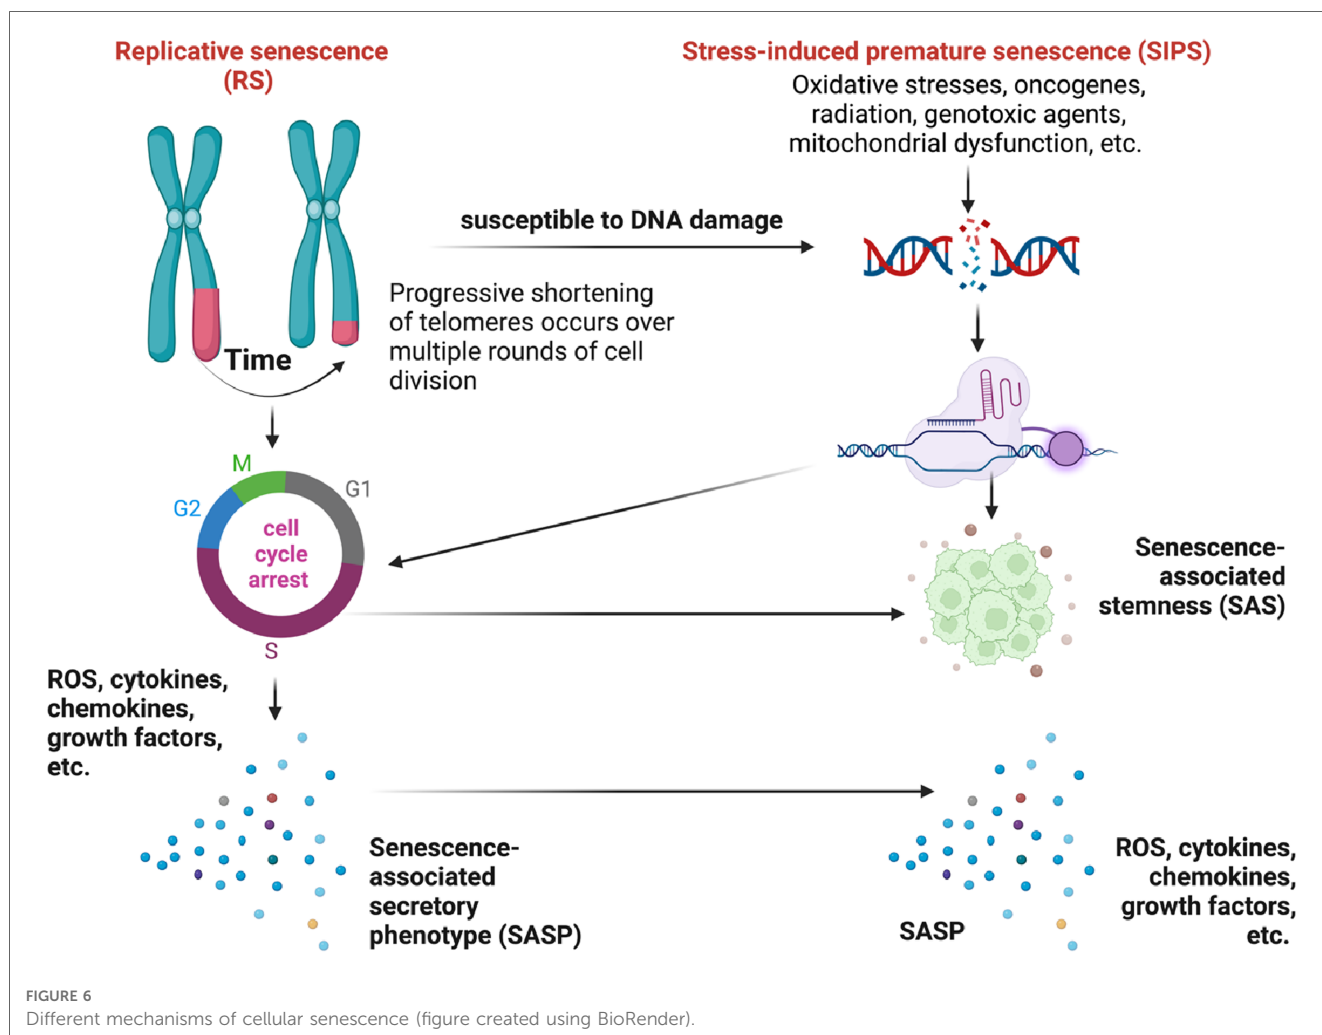 Replicative senescence
(RS)
Stress-induced premature senescence (SIPS)
Oxidative stresses, oncogenes,
radiation, genotoxic agents,
mitochondrial dysfunction, etc.
susceptible to DNA damage
Progressive shortening
of telomeres occurs over
multiple rounds of cell
division
Time
M
G1
G2
cell
cycle
arrest
S
Senescence-
associated
stemness (SAS)
ROS, cytokines,
chemokines,
growth factors,
etc.
Senescence-
associated
secretory
phenotype (SASP)
SASP
ROS, cytokines,
chemokines,
growth factors,
etc.
FIGURE 6
Different mechanisms of cellular senescence (figure created using BioRender).